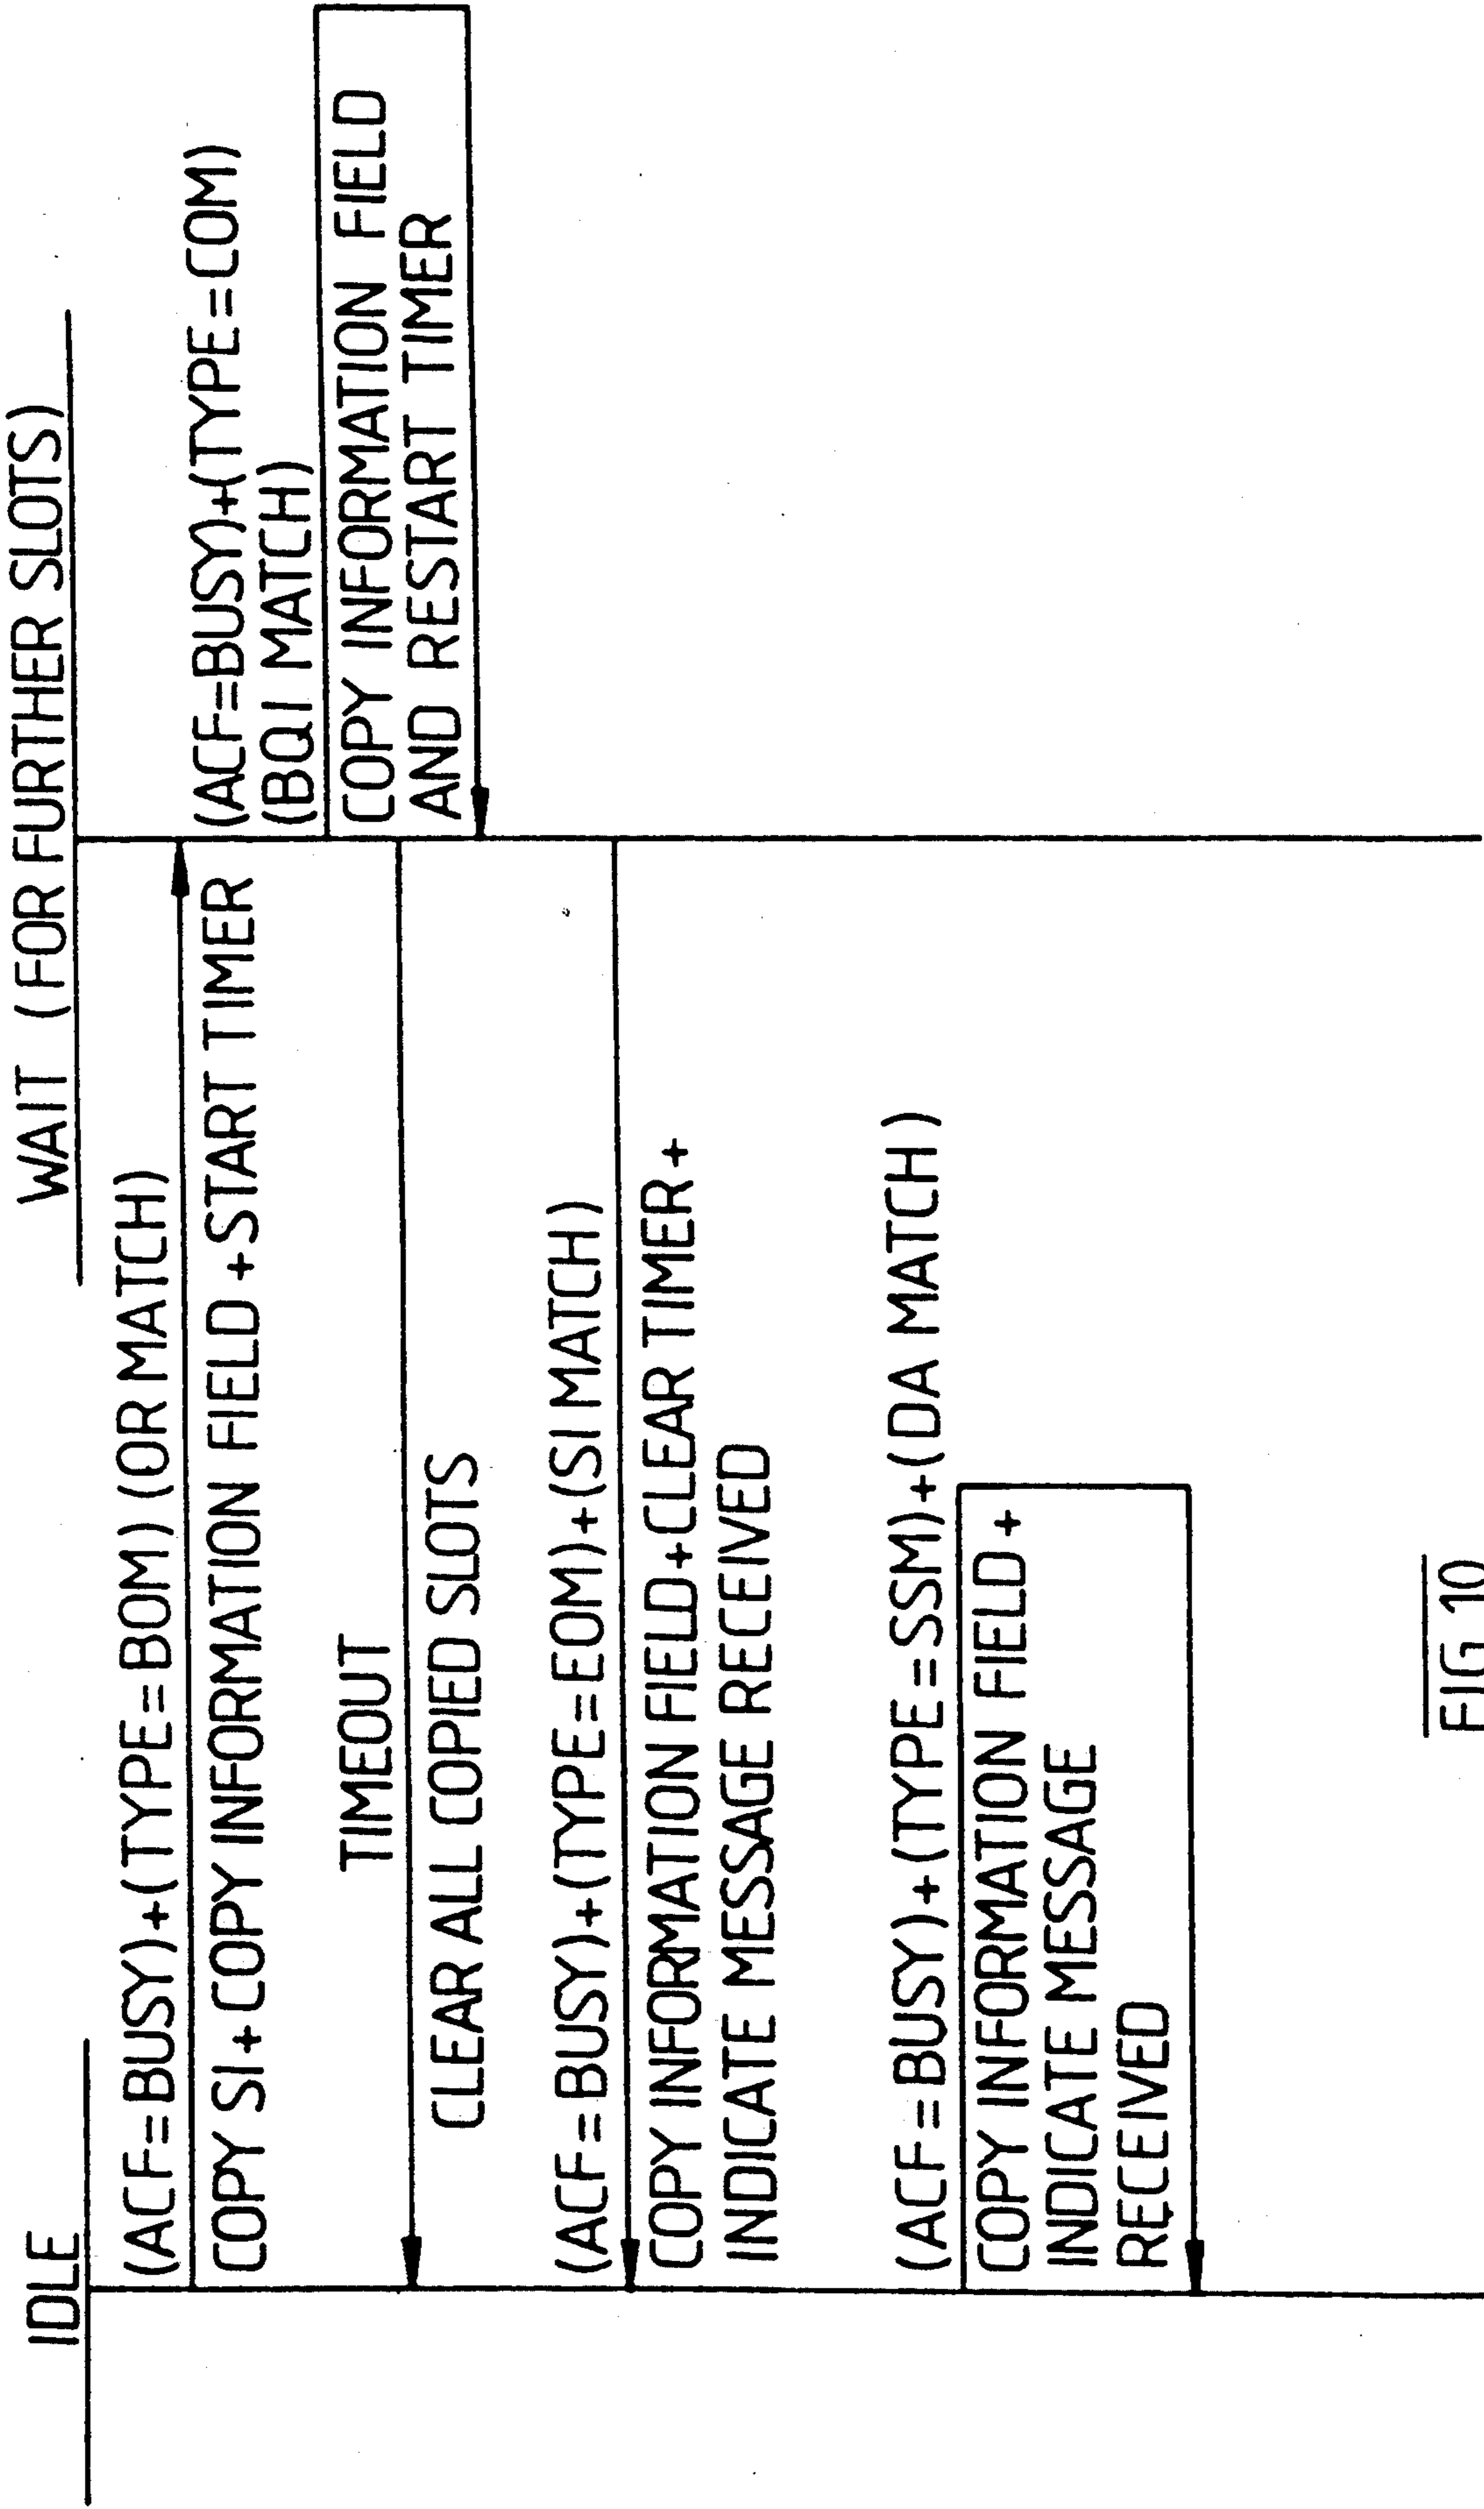 IDLE
WAIT (FOR FURTHER SLOTS)
(ACF=BUSY)+(TYPE=BOM) (OR MATCH)
COPY SI+ COPY INFORMATION FIELD +START TIMER
TIMEOUT
CLEAR ALL COPIED SLOTS
(ACF=BUSY)+(TYPE=EOM)+(SI MATCH)
COPY INFORMATION FIELD+CLEAR TIMER+
INDICATE MESSAGE RECEIVED
(ACF=BUSY)+(TYPE=SSM)+(DA MATCH)
COPY INFORMATION FIELD+
INDICATE MESSAGE
RECEIVED
(ACF=BUSY)+(TYPE=COM)
(BQI MATCH)
COPY INFORMATION FIELD
AND RESTART TIMER
FIG 10